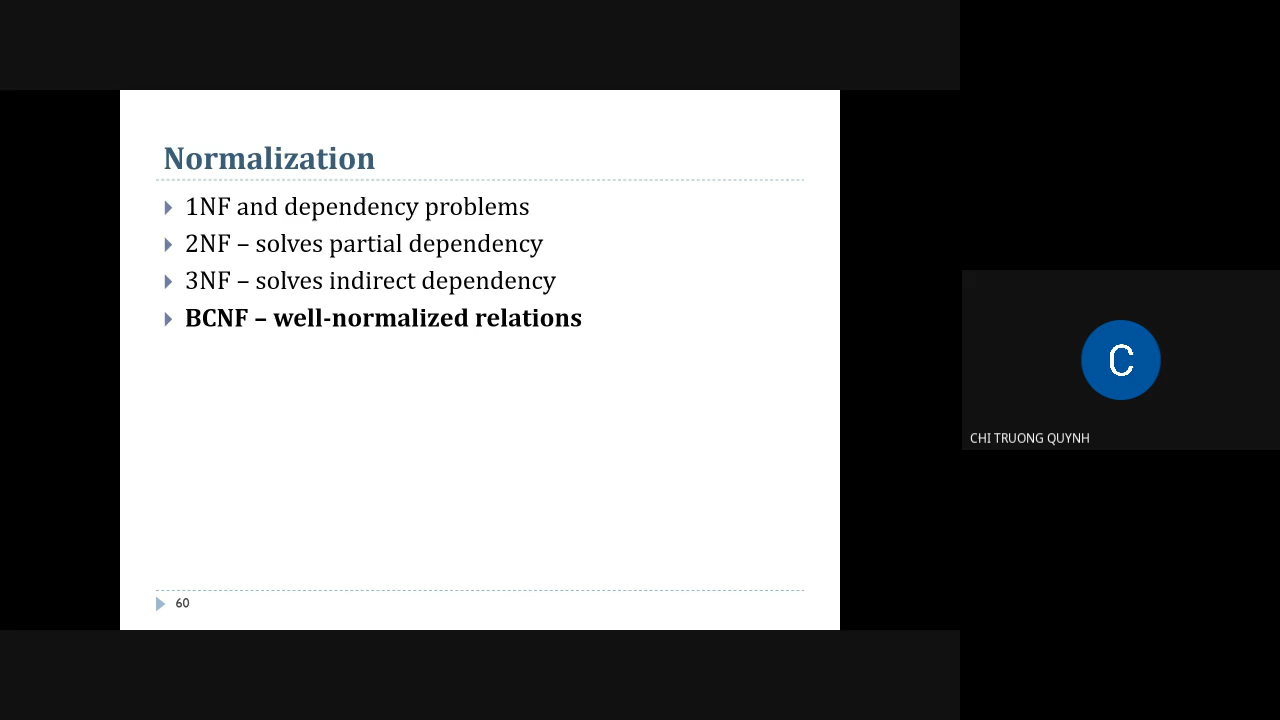 Normalization
1NF and dependency problems
2NF – solves partial dependency
3NF – solves indirect dependency
BCNF – well-normalized relations
60
C
CHI TRUONG QUYNH